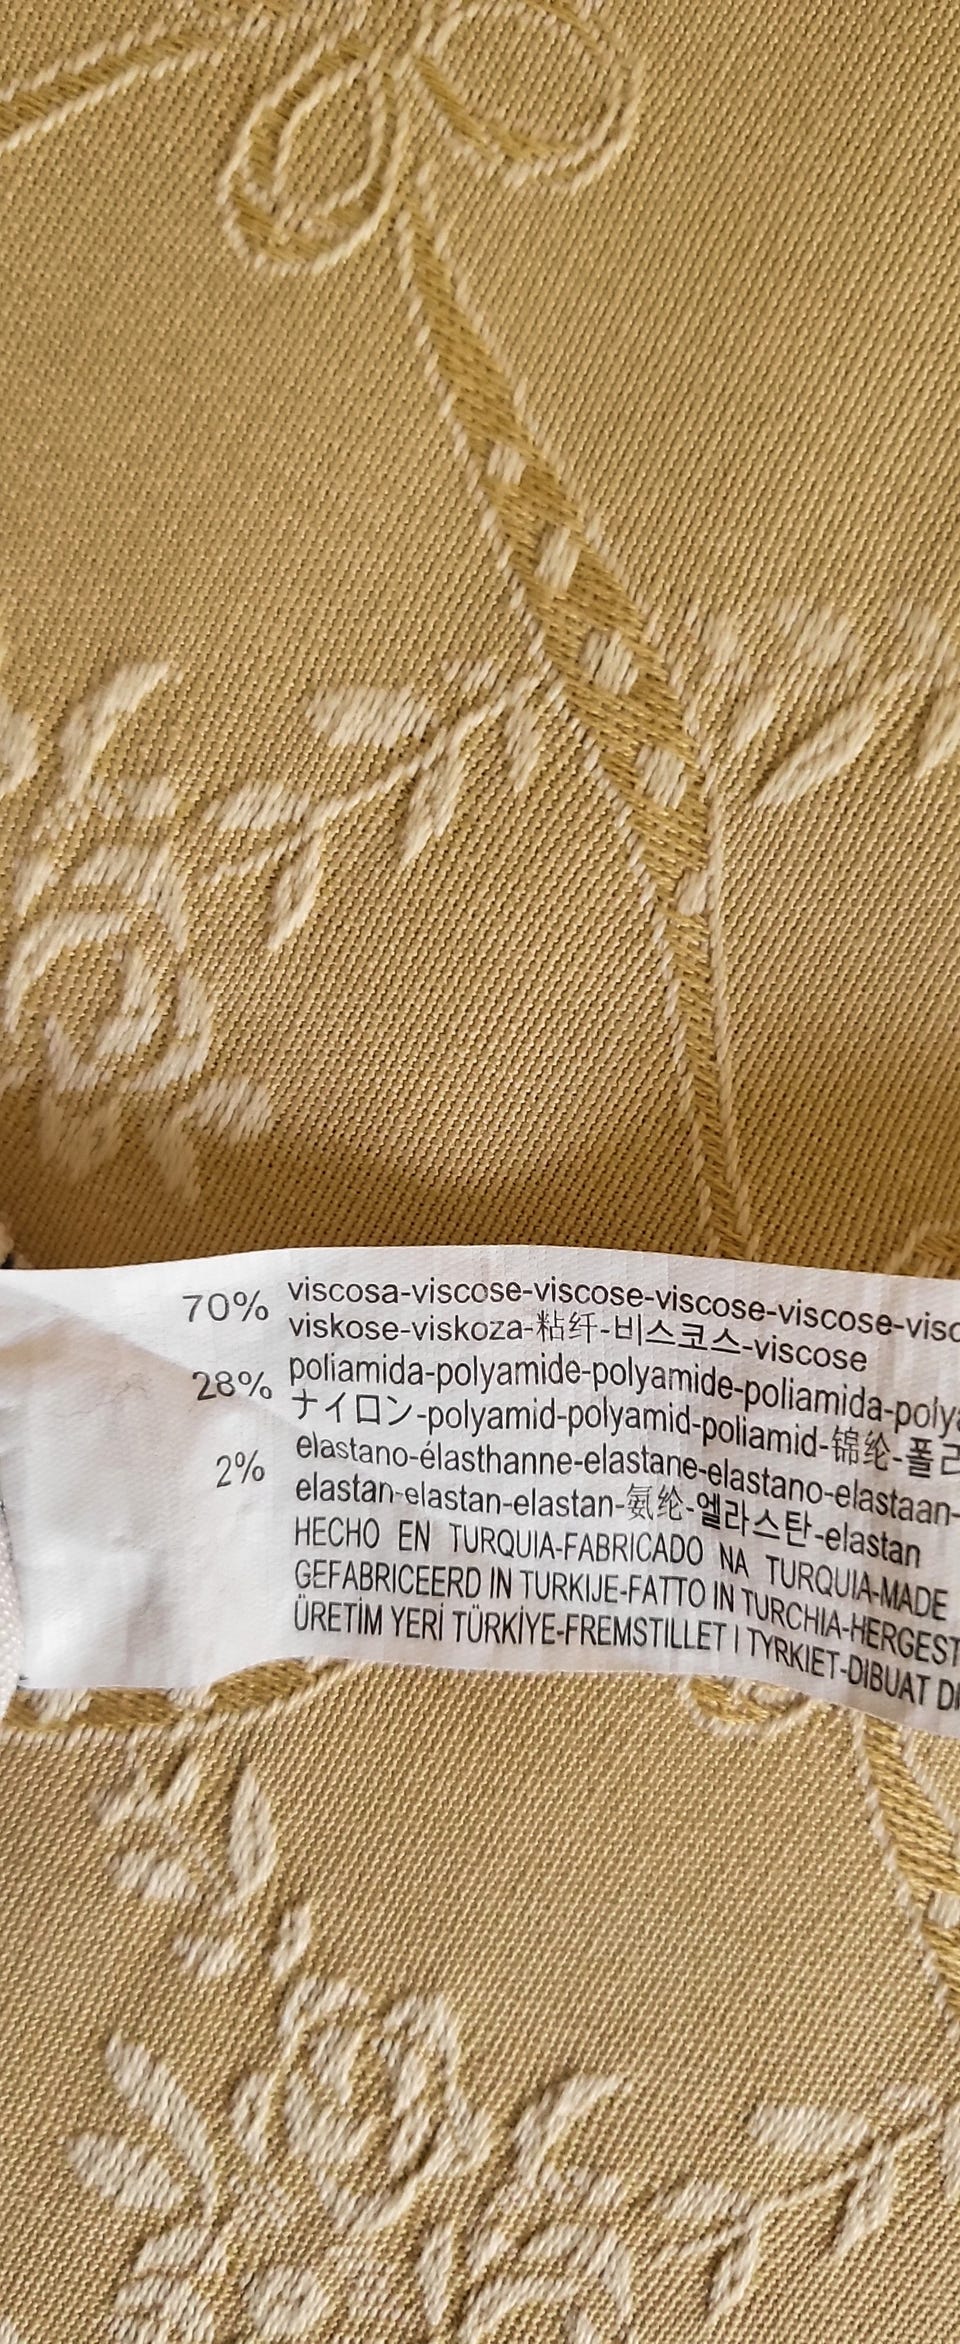 70% viscosa-viscose-viscose-viscose-viscose-visc
viskose-viskoza-粘纤-비스코스-viscose
28% poliamida-polyamide-polyamide-poliamida-polya
ナイロン-polyamid-polyamid-poliamid-锦纶-폴리
2% elastano-élasthanne-elastane-elastano-elastaan-
elastan-elastan-elastan-氨纶-엘라스탄-elastan
HECHO EN TURQUIA-FABRICADO NA TURQUIA-MADE
GEFABRICEERD IN TURKIJE-FATTO IN TURCHIA-HERGEST
ÜRETİM YERİ TÜRKİYE-FREMSTILLET I TYRKIET-DIBUAT DI